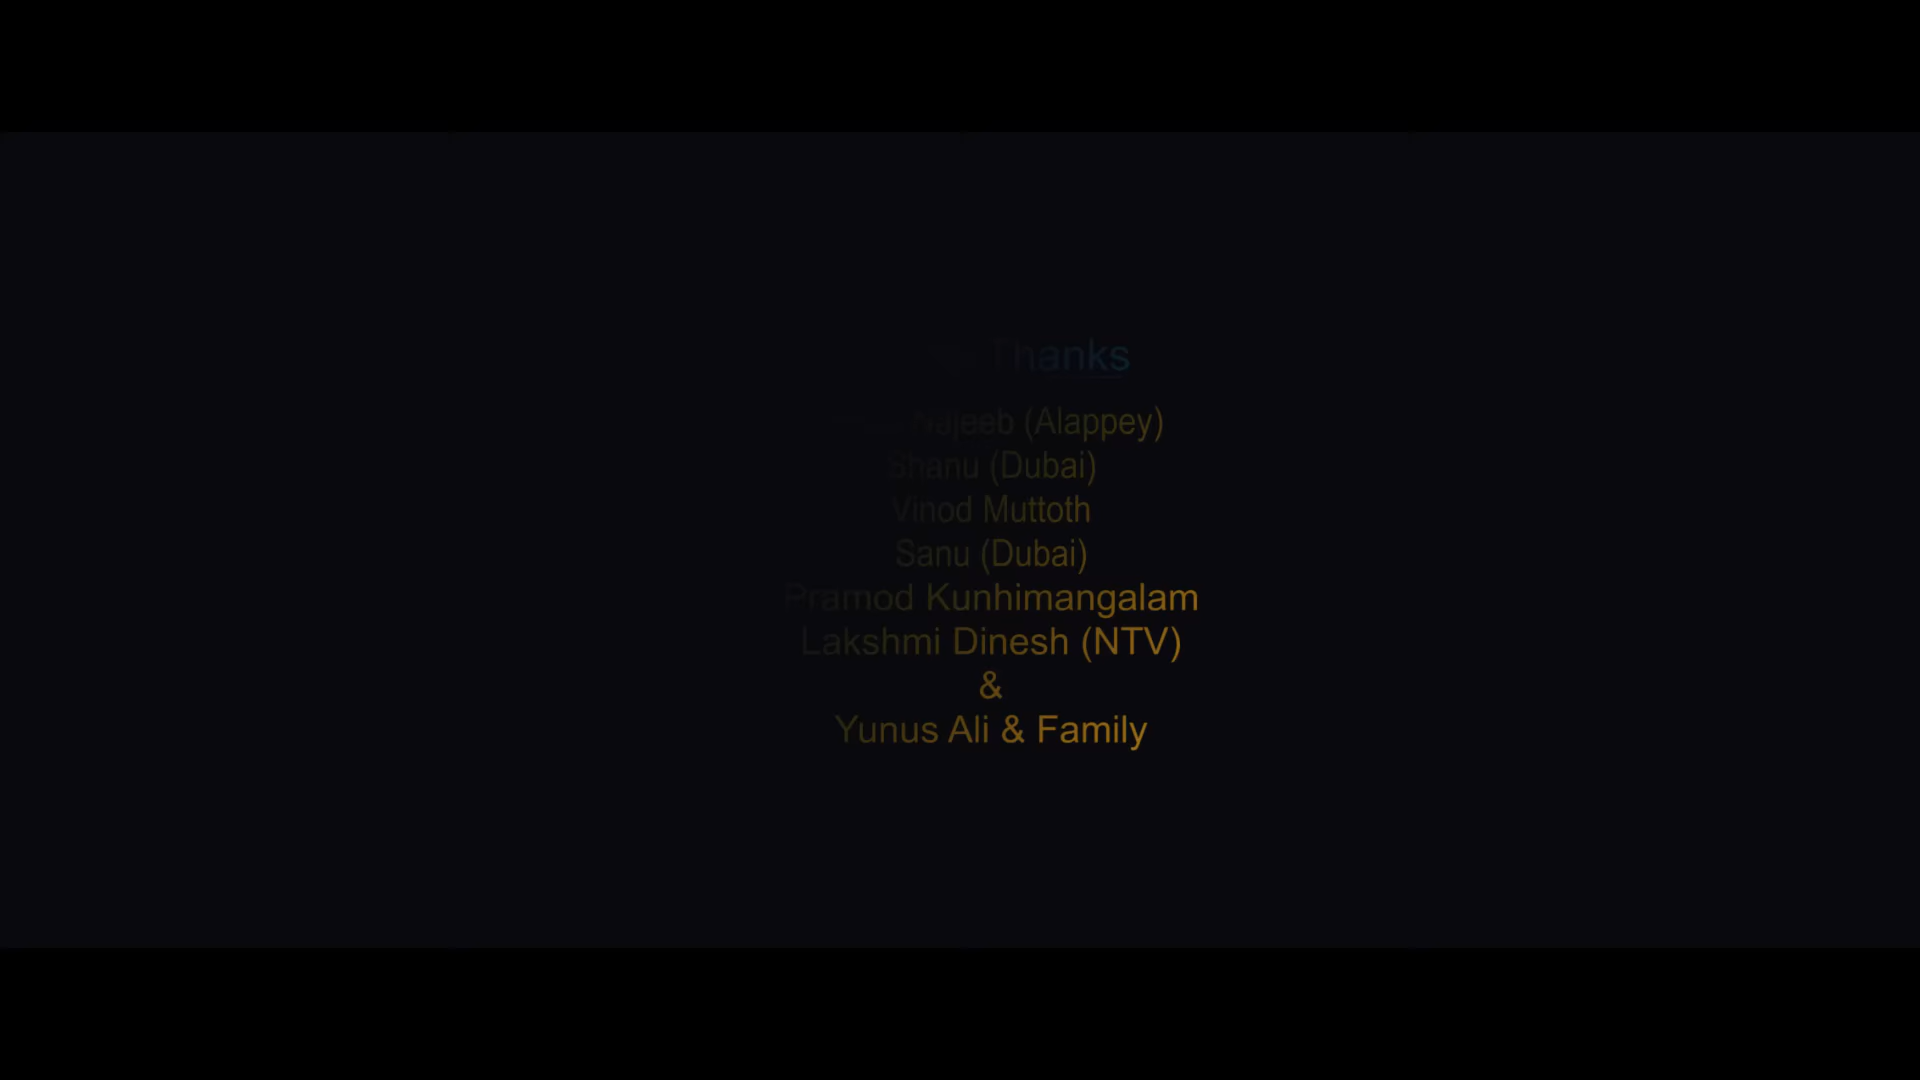 Thanks
Najeeb (Alappey)
Shanu (Dubai)
Vinod Muttoth
Sanu (Dubai)
Pramod Kunhimangalam
Lakshmi Dinesh (NTV)
&
Yunus Ali & Family